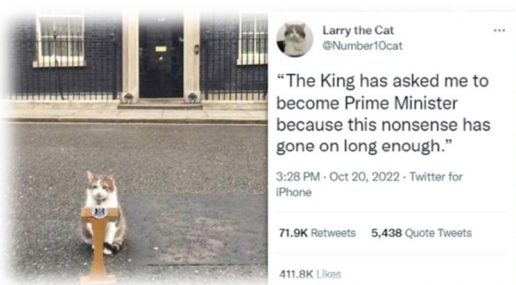 Larry the Cat
@Number10cat
“The King has asked me to
become Prime Minister
because this nonsense has
gone on long enough.”
3:28 PM · Oct 20, 2022 · Twitter for
iPhone
71.9K Retweets 5,438 Quote Tweets
411.8K Likes